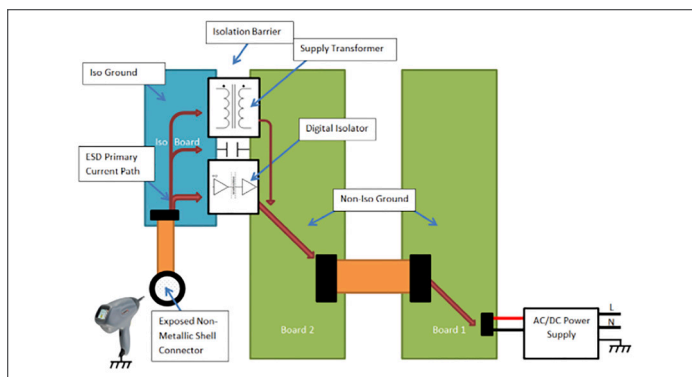 Isolation Barrier
Supply Transformer
Iso Ground
Digital Isolator
Iso Board
ESD Primary
Current Path
Non-Iso Ground
Exposed Non-
Metallic Shell
Connector
Board 2
Board 1
AC/DC Power
Supply
L
N